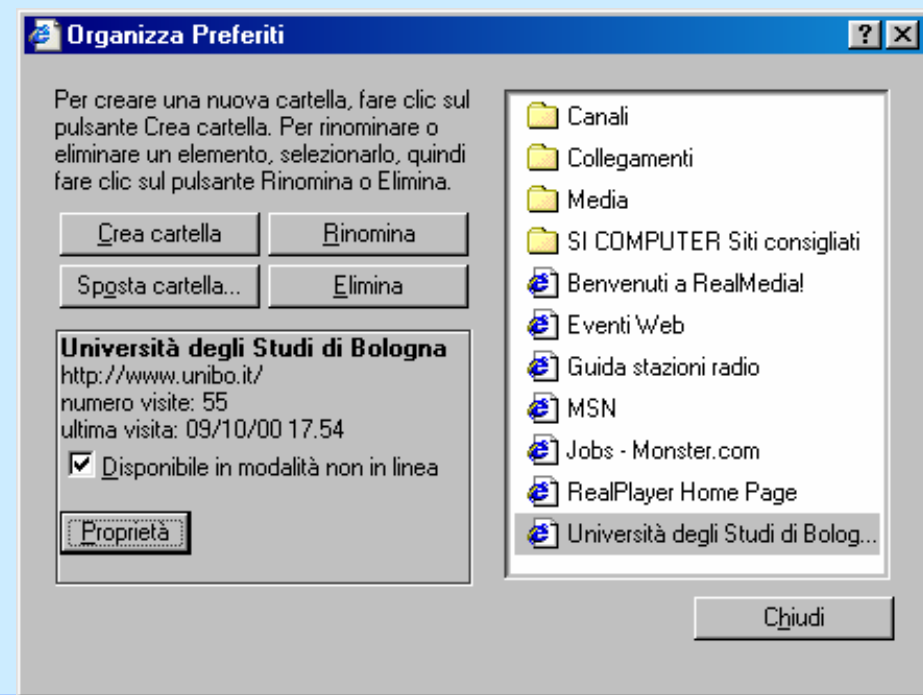 Organizza Preferiti
Per creare una nuova cartella, fare clic sul
pulsante Crea cartella. Per rinominare o
eliminare un elemento, selezionarlo, quindi
fare clic sul pulsante Rinomina o Elimina.
Crea cartella
Rinomina
Sposta cartella...
Elimina
Università degli Studi di Bologna
http://www.unibo.it/
numero visite: 55
ultima visita: 09/10/00 17.54
Disponibile in modalità non in linea
Proprietà
Canali
Collegamenti
Media
SI COMPUTER Siti consigliati
Benvenuti a RealMedia!
Eventi Web
Guida stazioni radio
MSN
Jobs - Monster.com
RealPlayer Home Page
Università degli Studi di Bolog...
Chiudi